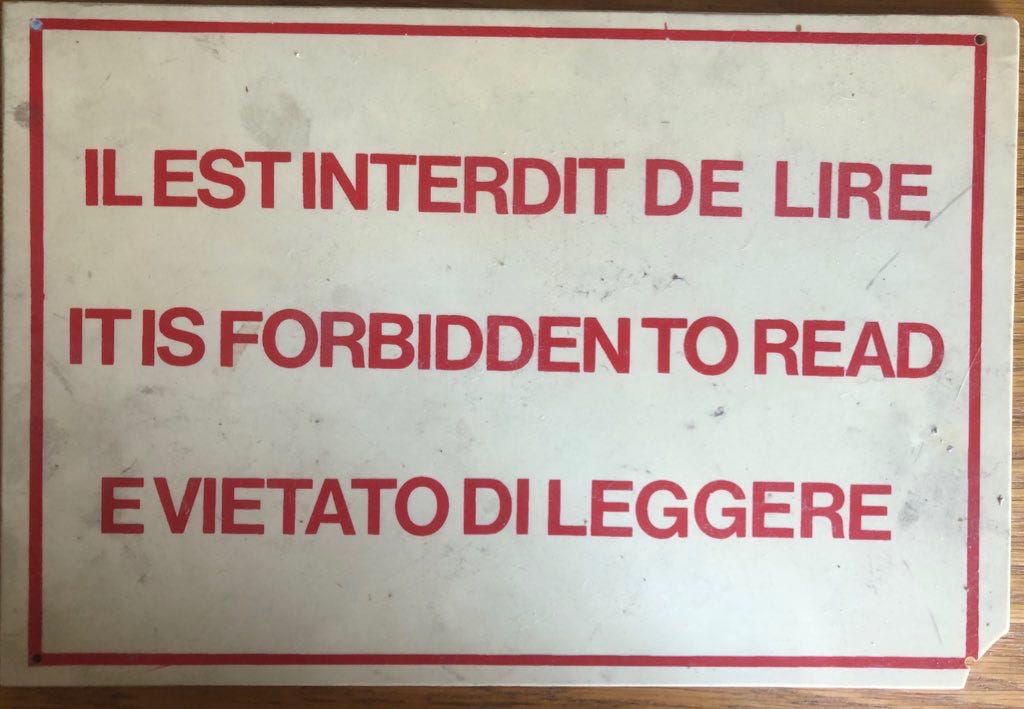 IL EST INTERDIT DE LIRE
IT IS FORBIDDEN TO READ
E VIETATO DI LEGGERE